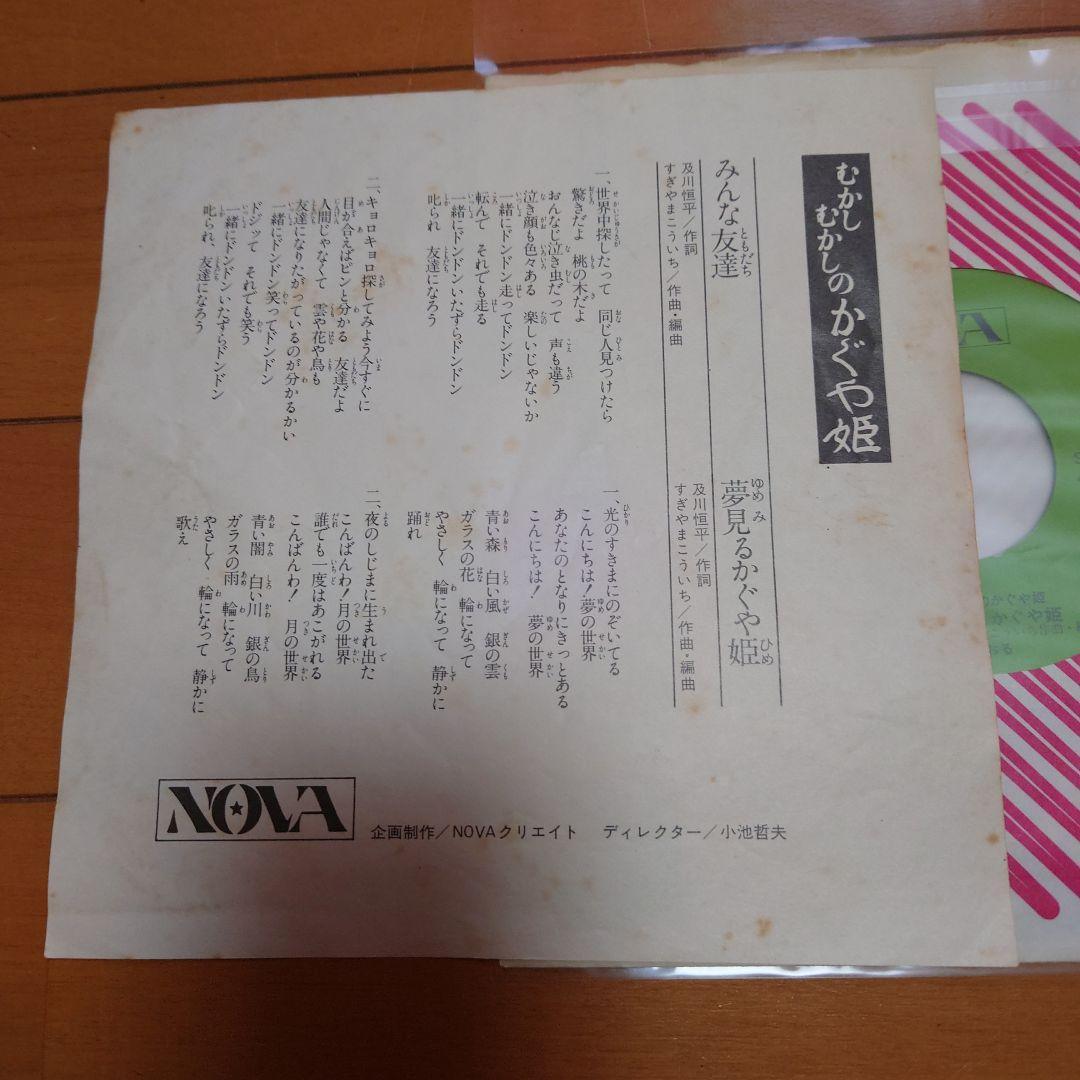 むかし
むかしの
かぐや姫
みんな友達
ともだち
及川恒平/作詞
すぎやまこういち/作曲・編曲
一、世界中探したって 同じ人見つけたら
驚きだよ 桃の木だよ
おんなじ泣き虫だって 声も違う
泣き顔も色々ある 楽しいじゃないか
一緒にドンドン走ってドンドン
転んで それでも走る
一緒にドンドンいたずらドンドン
叱られ 友達になろう
二、キョロキョロ探してみよう今すぐに
目が合えばピンと分かる 友達だよ
人間じゃなくて 雲や花や鳥も
友達になりたがっているのが分かるかい
一緒にドンドン笑ってドンドン
ドジッて それでも笑う
一緒にドンドンいたずらドンドン
叱られ、友達になろう
夢見るかぐや姫
ゆめ み ひめ
及川恒平/作詞
すぎやまこういち/作曲・編曲
一、光のすきまにのぞいてる
こんにちは!夢の世界
あなたのとなりにきっとある
こんにちは! 夢の世界
青い森 白い風 銀の雲
ガラスの花 輪になって
やさしく 輪になって 静かに
踊れ
二、夜のしじまに生まれ出た
こんばんわ!月の世界
誰でも一度はあこがれる
こんばんわ! 月の世界
青い闇 白い川 銀の鳥
ガラスの雨 輪になって
やさしく 輪になって 静かに
歌え
NOVA
企画制作/NOVAクリエイト ディレクター/小池哲夫
VA
かぐや姫
かぐや姫